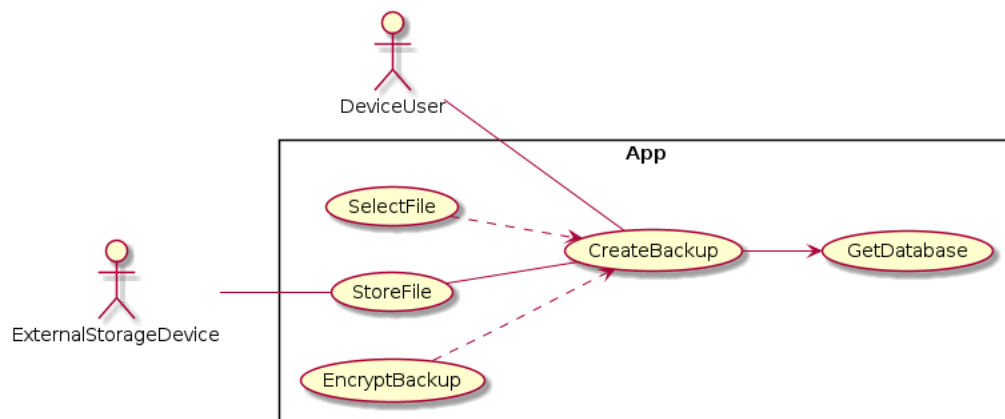 DeviceUser
App
SelectFile
CreateBackup
GetDatabase
StoreFile
ExternalStorageDevice
EncryptBackup